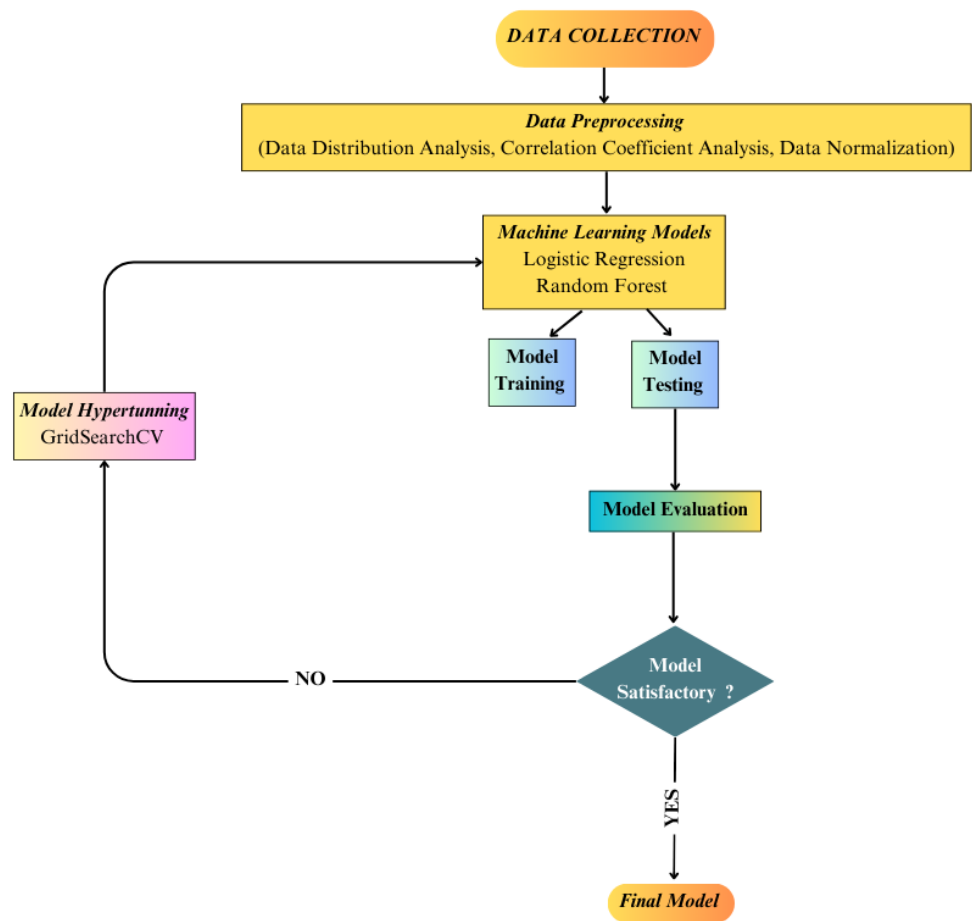 DATA COLLECTION
Data Preprocessing
(Data Distribution Analysis, Correlation Coefficient Analysis, Data Normalization)
Machine Learning Models
Logistic Regression
Random Forest
Model
Training
Model
Testing
Model Hypertunning
GridSearchCV
Model Evaluation
Model
Satisfactory ?
NO
YES
Final Model